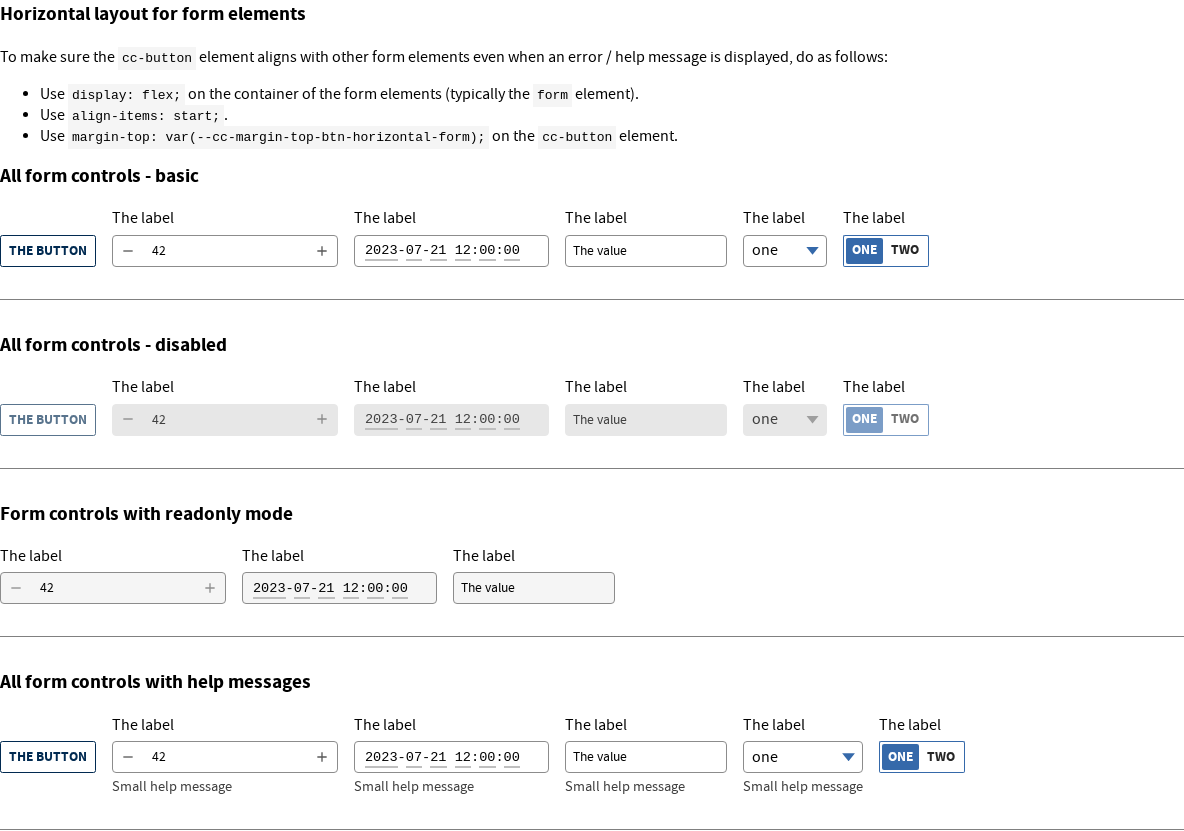 Horizontal layout for form elements
To make sure the cc-button element aligns with other form elements even when an error / help message is displayed, do as follows:
• Use display: flex; on the container of the form elements (typically the form element).
• Use align-items: start; .
• Use margin-top: var(--cc-margin-top-btn-horizontal-form); on the cc-button element.
All form controls - basic
The label The label The label The label The label
THE BUTTON − 42 + 2023-07-21 12:00:00 The value one ONE TWO
All form controls - disabled
The label The label The label The label The label
THE BUTTON − 42 + 2023-07-21 12:00:00 The value one ONE TWO
Form controls with readonly mode
The label The label The label
− 42 + 2023-07-21 12:00:00 The value
All form controls with help messages
The label The label The label The label The label
THE BUTTON − 42 + 2023-07-21 12:00:00 The value one ONE TWO
Small help message Small help message Small help message Small help message